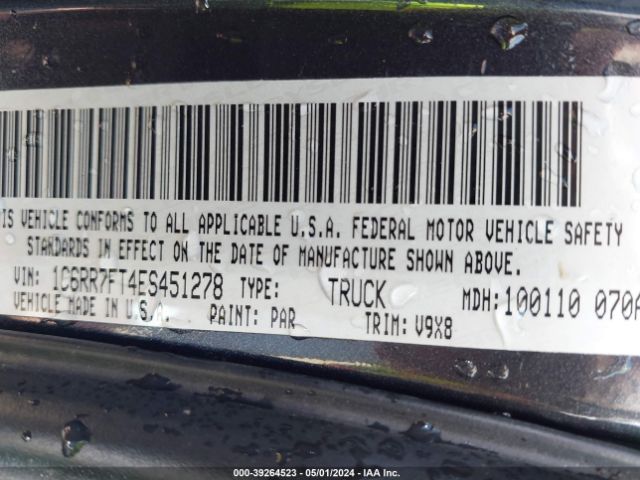 IS VEHICLE CONFORMS TO ALL APPLICABLE U.S.A. FEDERAL MOTOR VEHICLE SAFETY
STANDARDS IN EFFECT ON THE DATE OF MANUFACTURE SHOWN ABOVE.
VIN: 1C6RR7FT4ES451278 TYPE: TRUCK MDH:100110 070A
VEHICLE MADE IN U.S.A. PAINT: PAR TRIM: V9X8
000-39264523 - 05/01/2024 - IAA Inc.